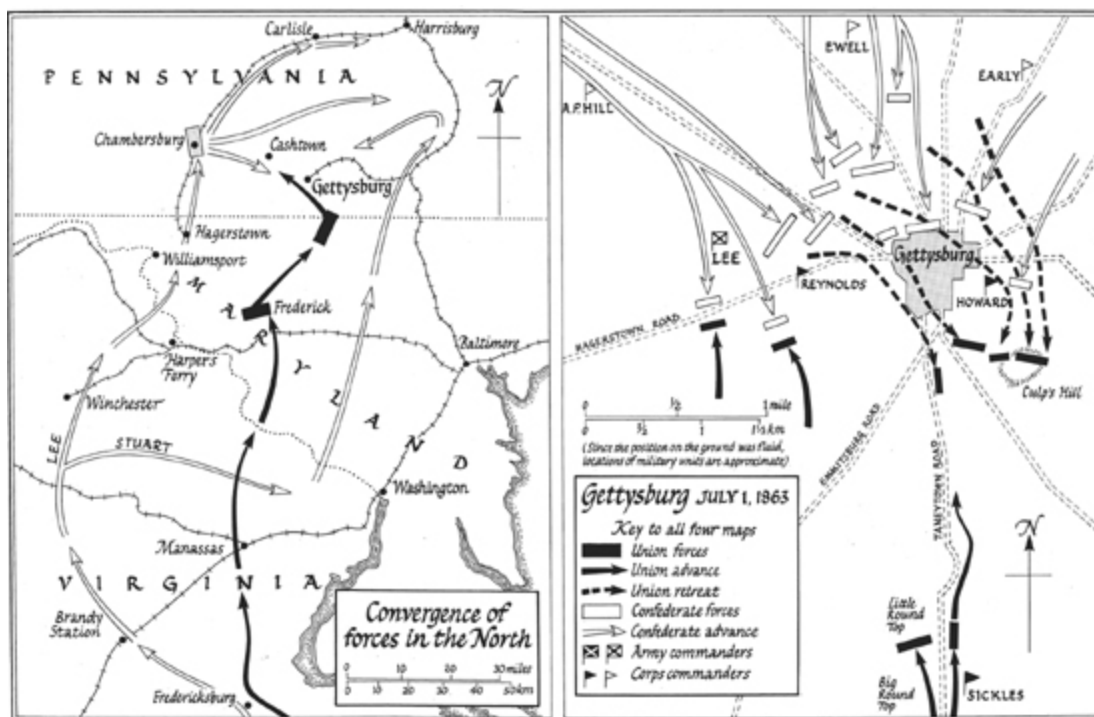 Carlisle
Harrisburg
PENNSYLVANIA
N
Chambersburg
Cashtown
Gettysburg
Hagerstown
Williamsport
MARYLAND
Frederick
Harper's
Ferry
Baltimore
Winchester
LEE
STUART
Washington
Manassas
VIRGINIA
Brandy
Station
Fredericksburg
Convergence of
forces in the North
0 10 20 30 miles
0 10 20 30 40 50 km
EWELL
EARLY
A.P. HILL
LEE
Gettysburg
REYNOLDS
HOWARD
HAGERSTOWN ROAD
Culp's Hill
0 1/2 1 mile
0 1/2 1 1½ km
(Since the position on the ground was fluid,
locations of military units are approximate)
EMMITSBURG ROAD
TANEYTOWN ROAD
Gettysburg JULY 1, 1863
Key to all four maps
Union forces
Union advance
Union retreat
Confederate forces
Confederate advance
Army commanders
Corps commanders
N
Little
Round
Top
Big
Round
Top
SICKLES